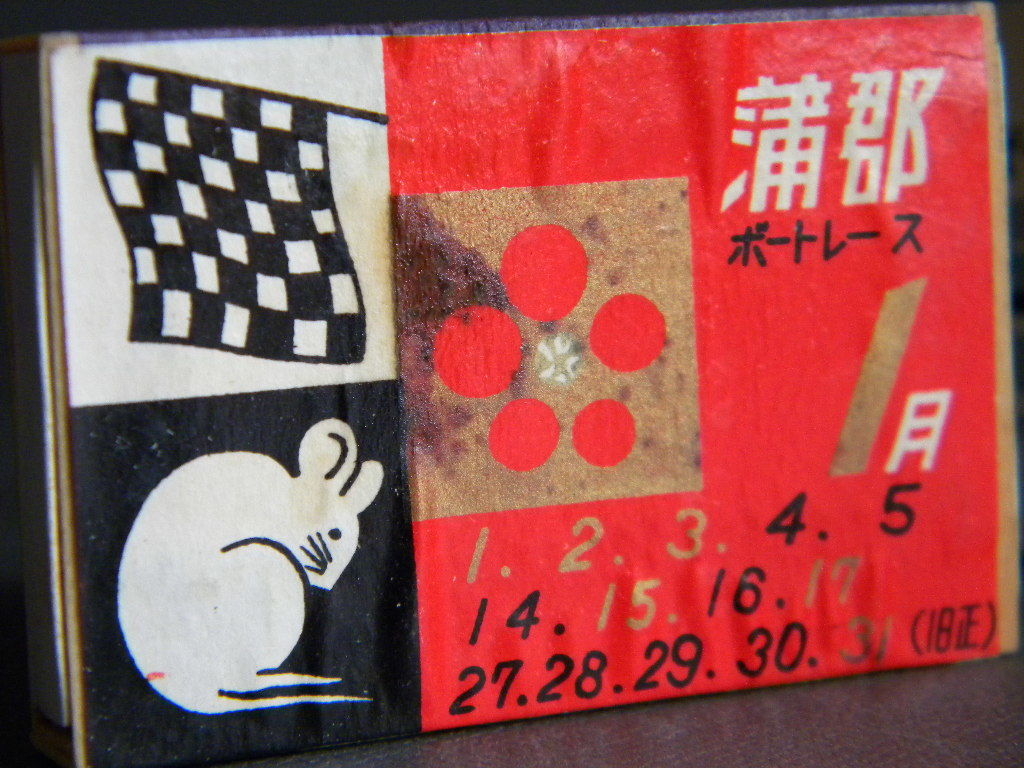 蒲郡
ボートレース
1月
1. 2. 3. 4. 5
14. 15. 16. 17
27. 28. 29. 30. 31 (旧正)